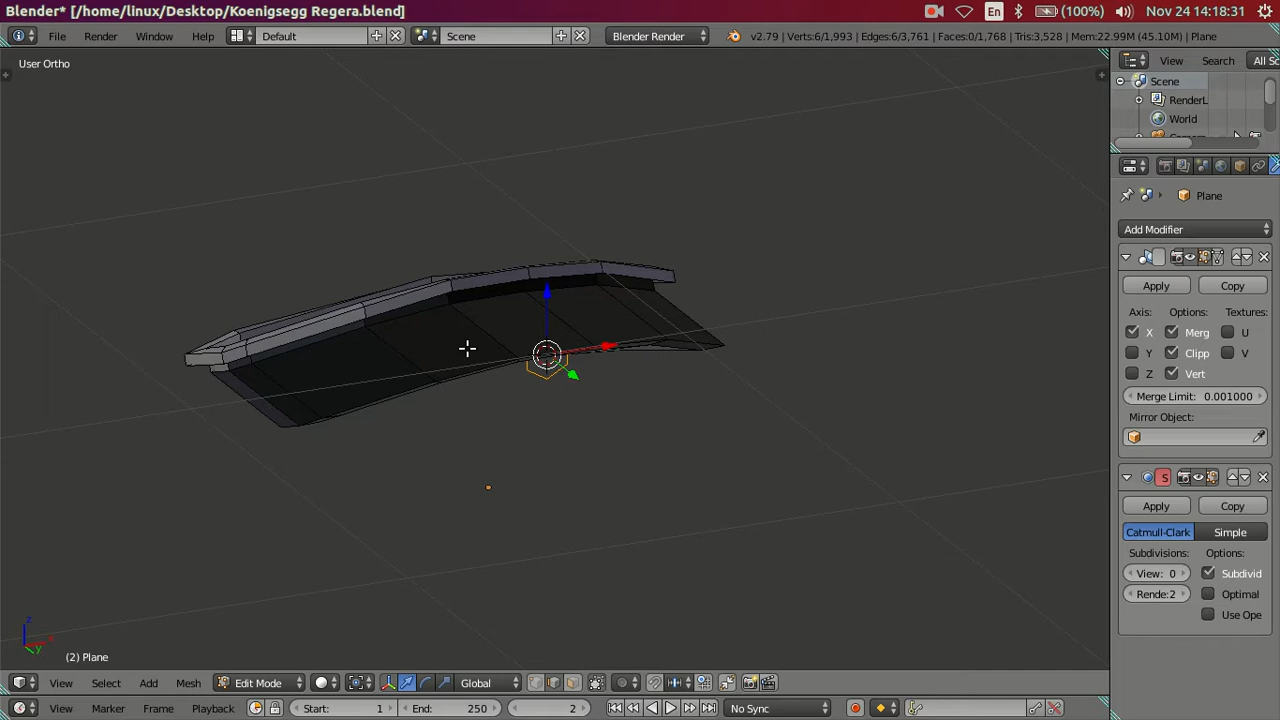 Blender* [/home/linux/Desktop/Koenigsegg Regera.blend] En (100%) Nov 24 14:18:31
File Render Window Help Default Scene Blender Render v2.79 | Verts:6/1,993 | Edges:6/3,761 | Faces:0/1,768 | Tris:3,528 | Mem:22.99M (45.10M) | Plane
User Ortho
View Search All Sc
Scene
RenderL
World
Plane
Add Modifier
Apply Copy
Axis: Options: Textures:
X Merg U
Y Clipp V
Z Vert
Merge Limit: 0.001000
Mirror Object:
S
Apply Copy
Catmull-Clark Simple
Subdivisions: Options:
View: 0 Subdivid
Rende:2 Optimal
Use Ope
z
x
y
(2) Plane
View Select Add Mesh Edit Mode Global
View Marker Frame Playback Start: 1 End: 250 2 No Sync